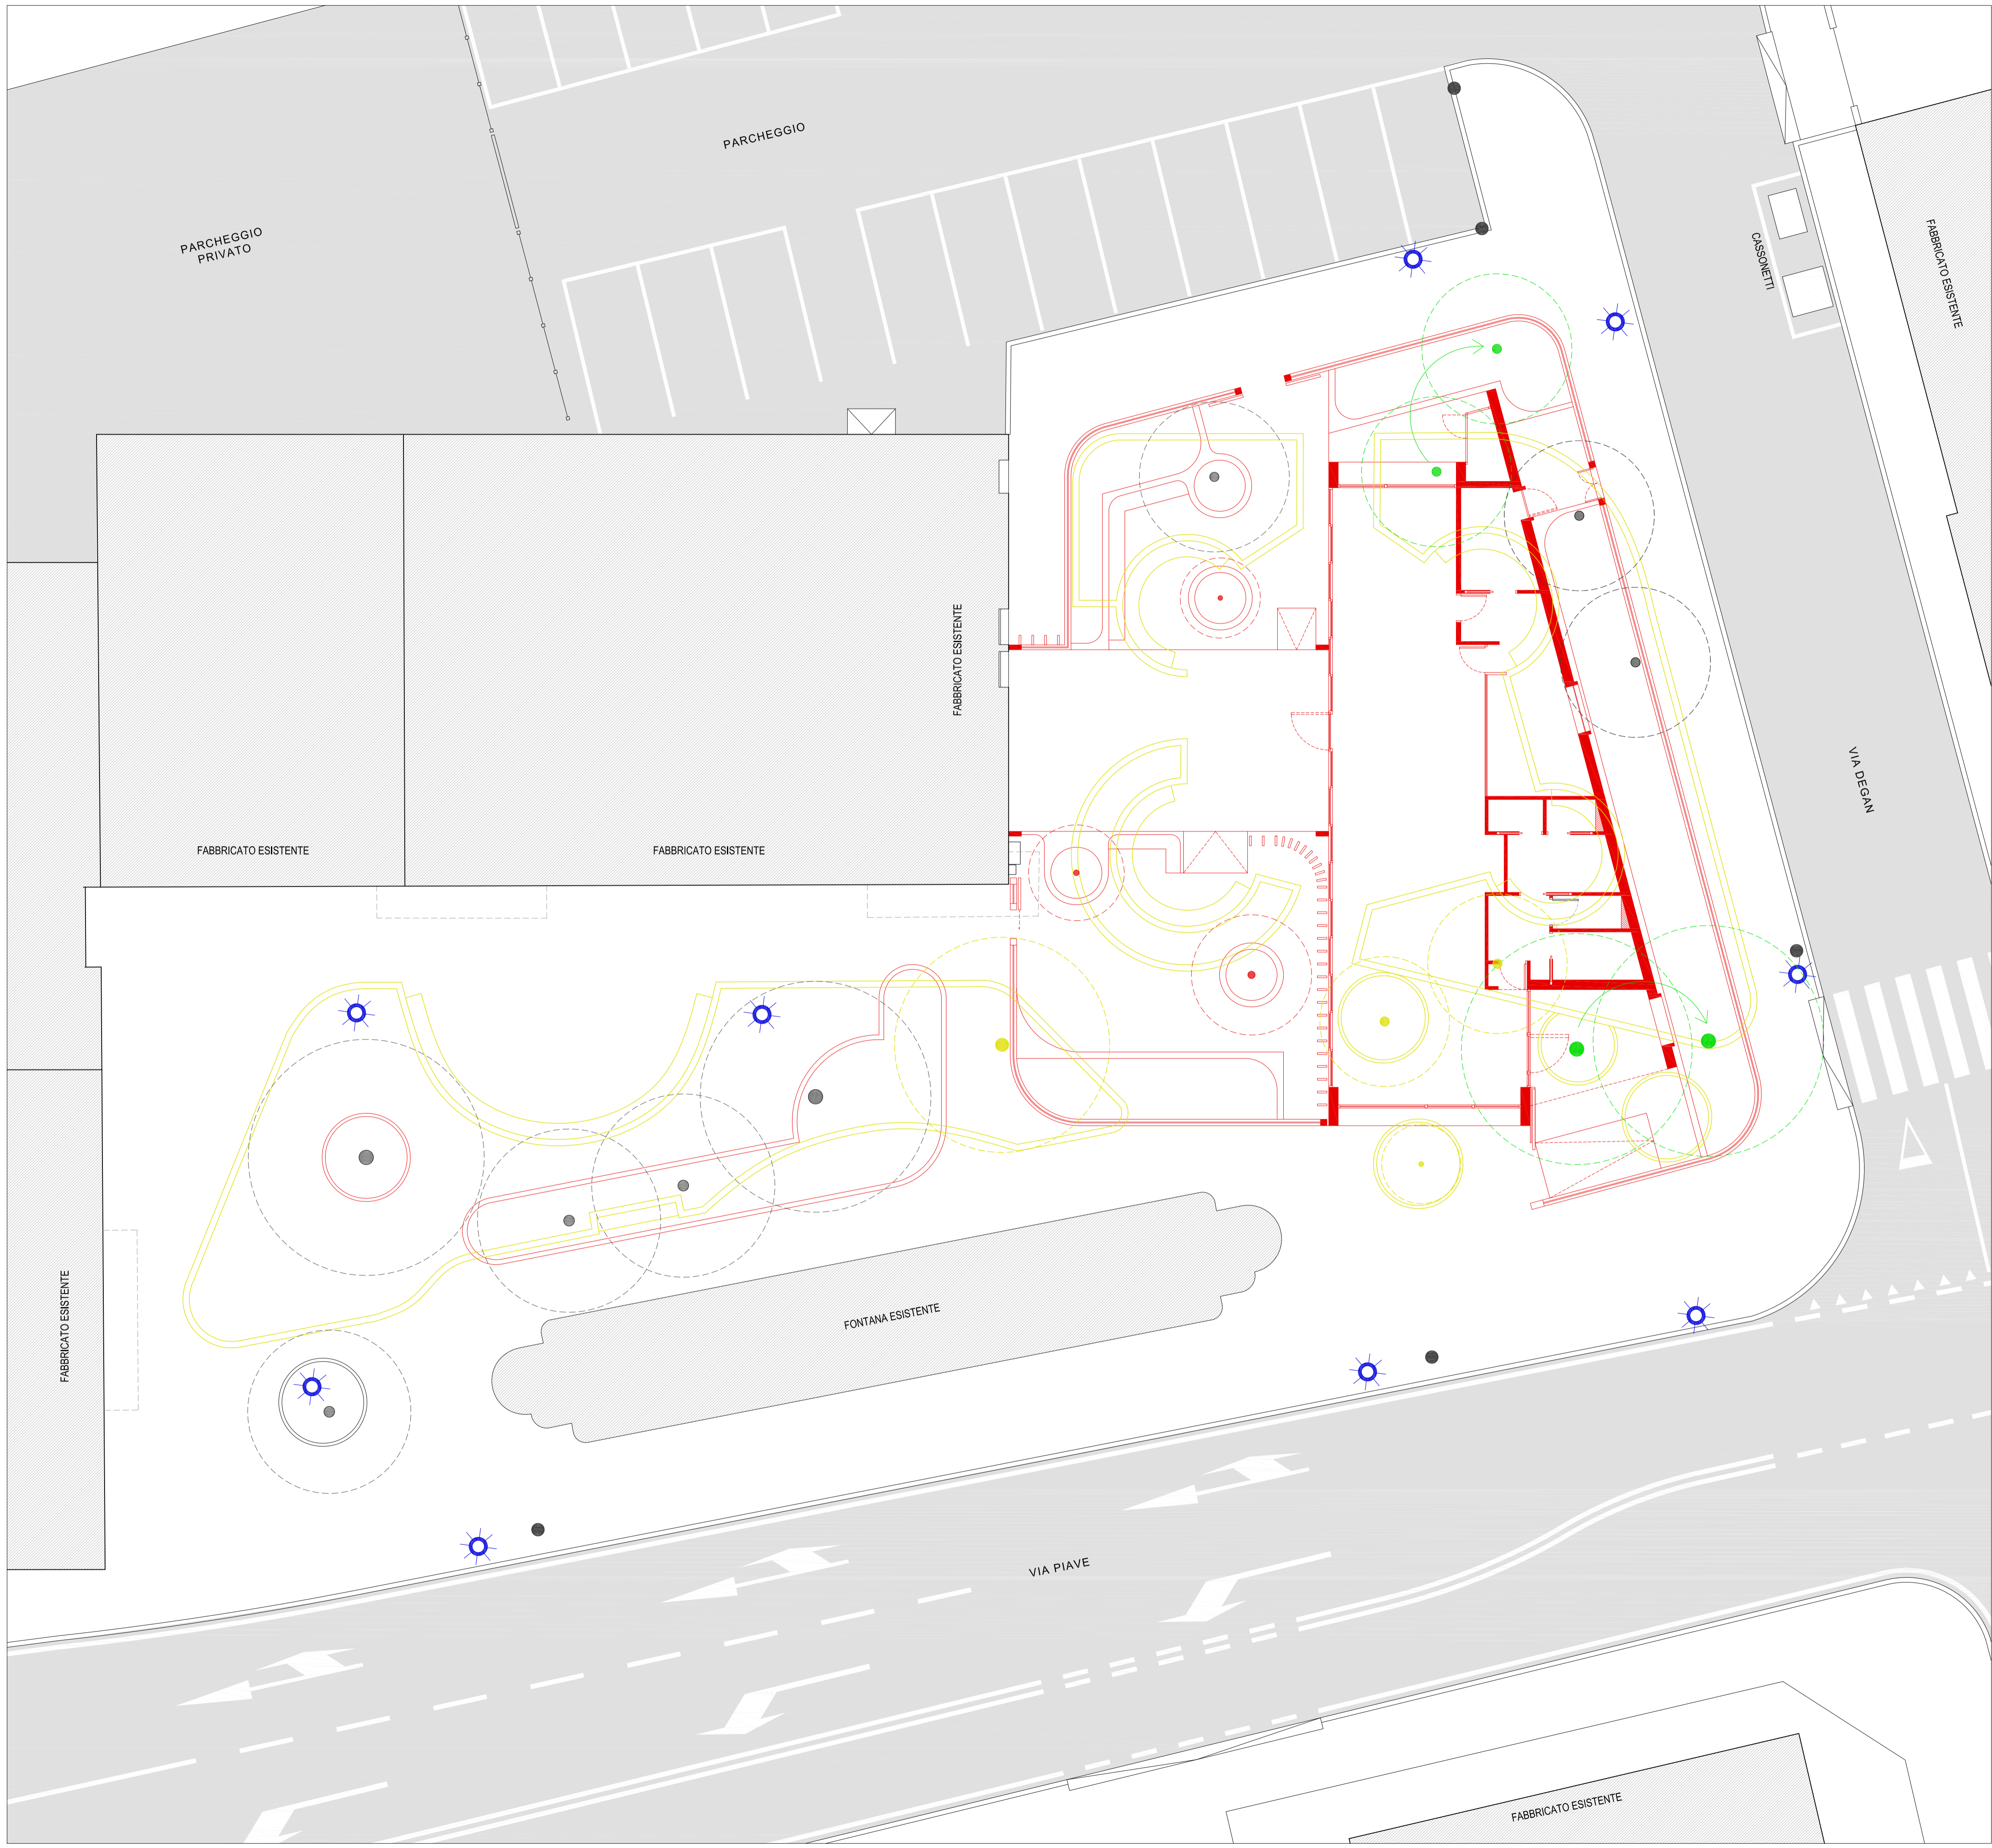 PARCHEGGIO
PARCHEGGIO
PRIVATO
CASSONETTI
FABBRICATO ESISTENTE
FABBRICATO ESISTENTE
VIA DEGAN
FABBRICATO ESISTENTE
FABBRICATO ESISTENTE
FABBRICATO ESISTENTE
FONTANA ESISTENTE
VIA PIAVE
FABBRICATO ESISTENTE